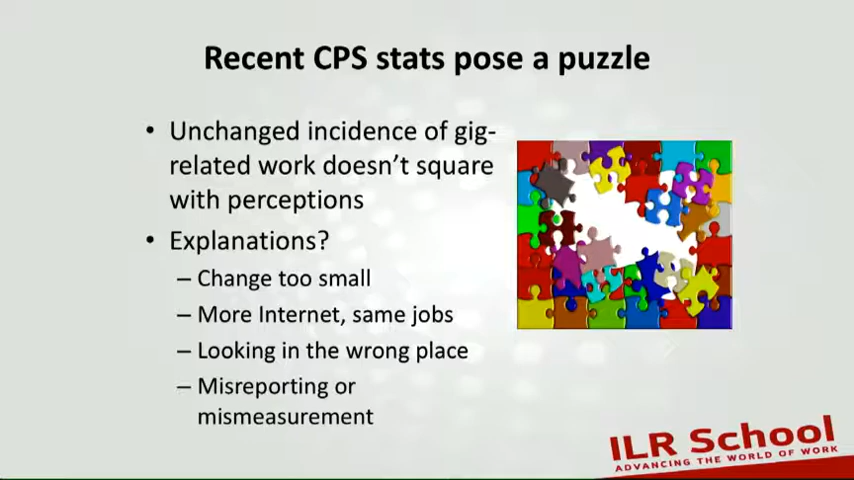 Recent CPS stats pose a puzzle
• Unchanged incidence of gig-
related work doesn't square
with perceptions
• Explanations?
– Change too small
– More Internet, same jobs
– Looking in the wrong place
– Misreporting or
mismeasurement
ILR School
ADVANCING THE WORLD OF WORK